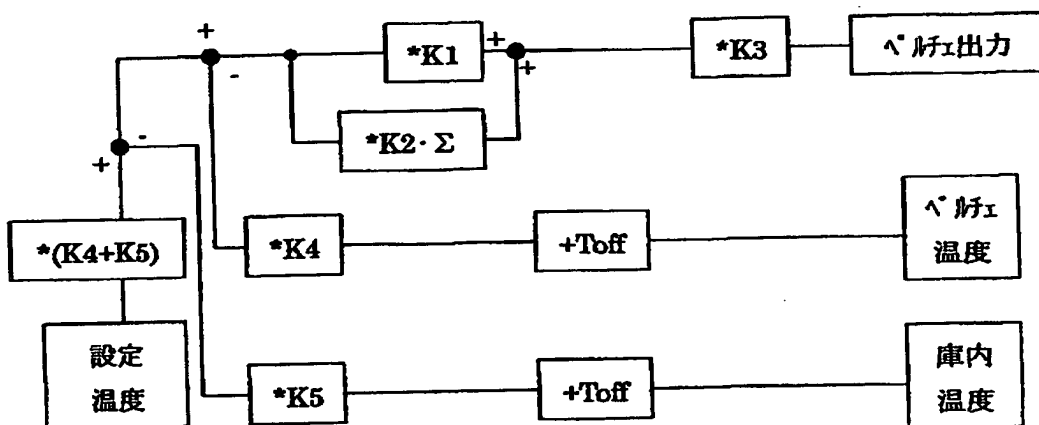 +
-
*K1
+
+
*K3
ペルチェ出力
*K2・Σ
-
+
*(K4+K5)
*K4
+Toff
ペルチェ
温度
設定
温度
*K5
+Toff
庫内
温度